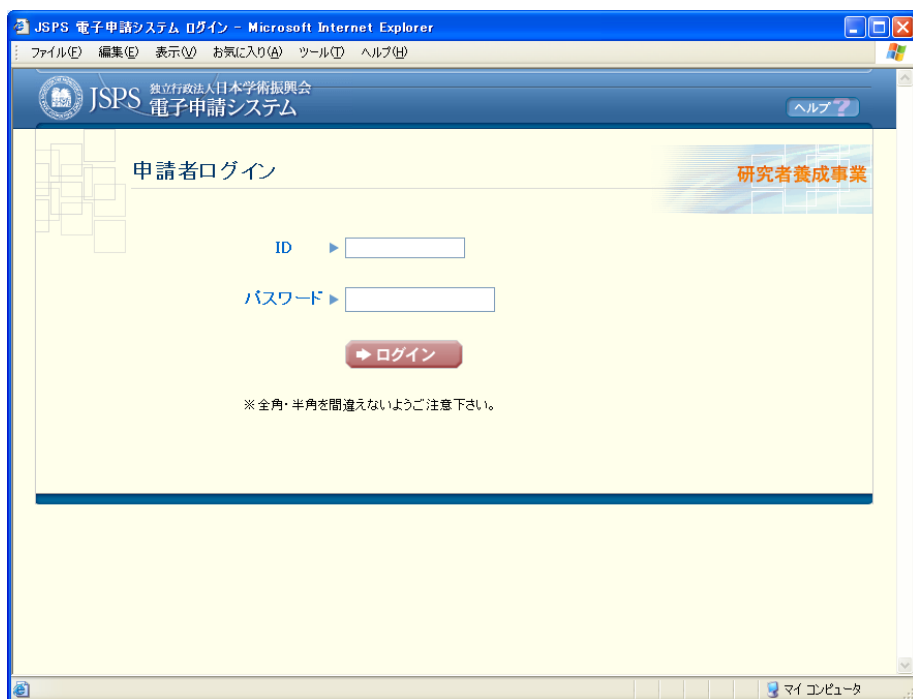 JSPS 電子申請システム ログイン - Microsoft Internet Explorer
ファイル(F) 編集(E) 表示(V) お気に入り(A) ツール(T) ヘルプ(H)
JSPS 独立行政法人日本学術振興会
電子申請システム
ヘルプ ?
申請者ログイン
研究者養成事業
ID
パスワード
ログイン
※全角・半角を間違えないようご注意下さい。
マイ コンピュータ